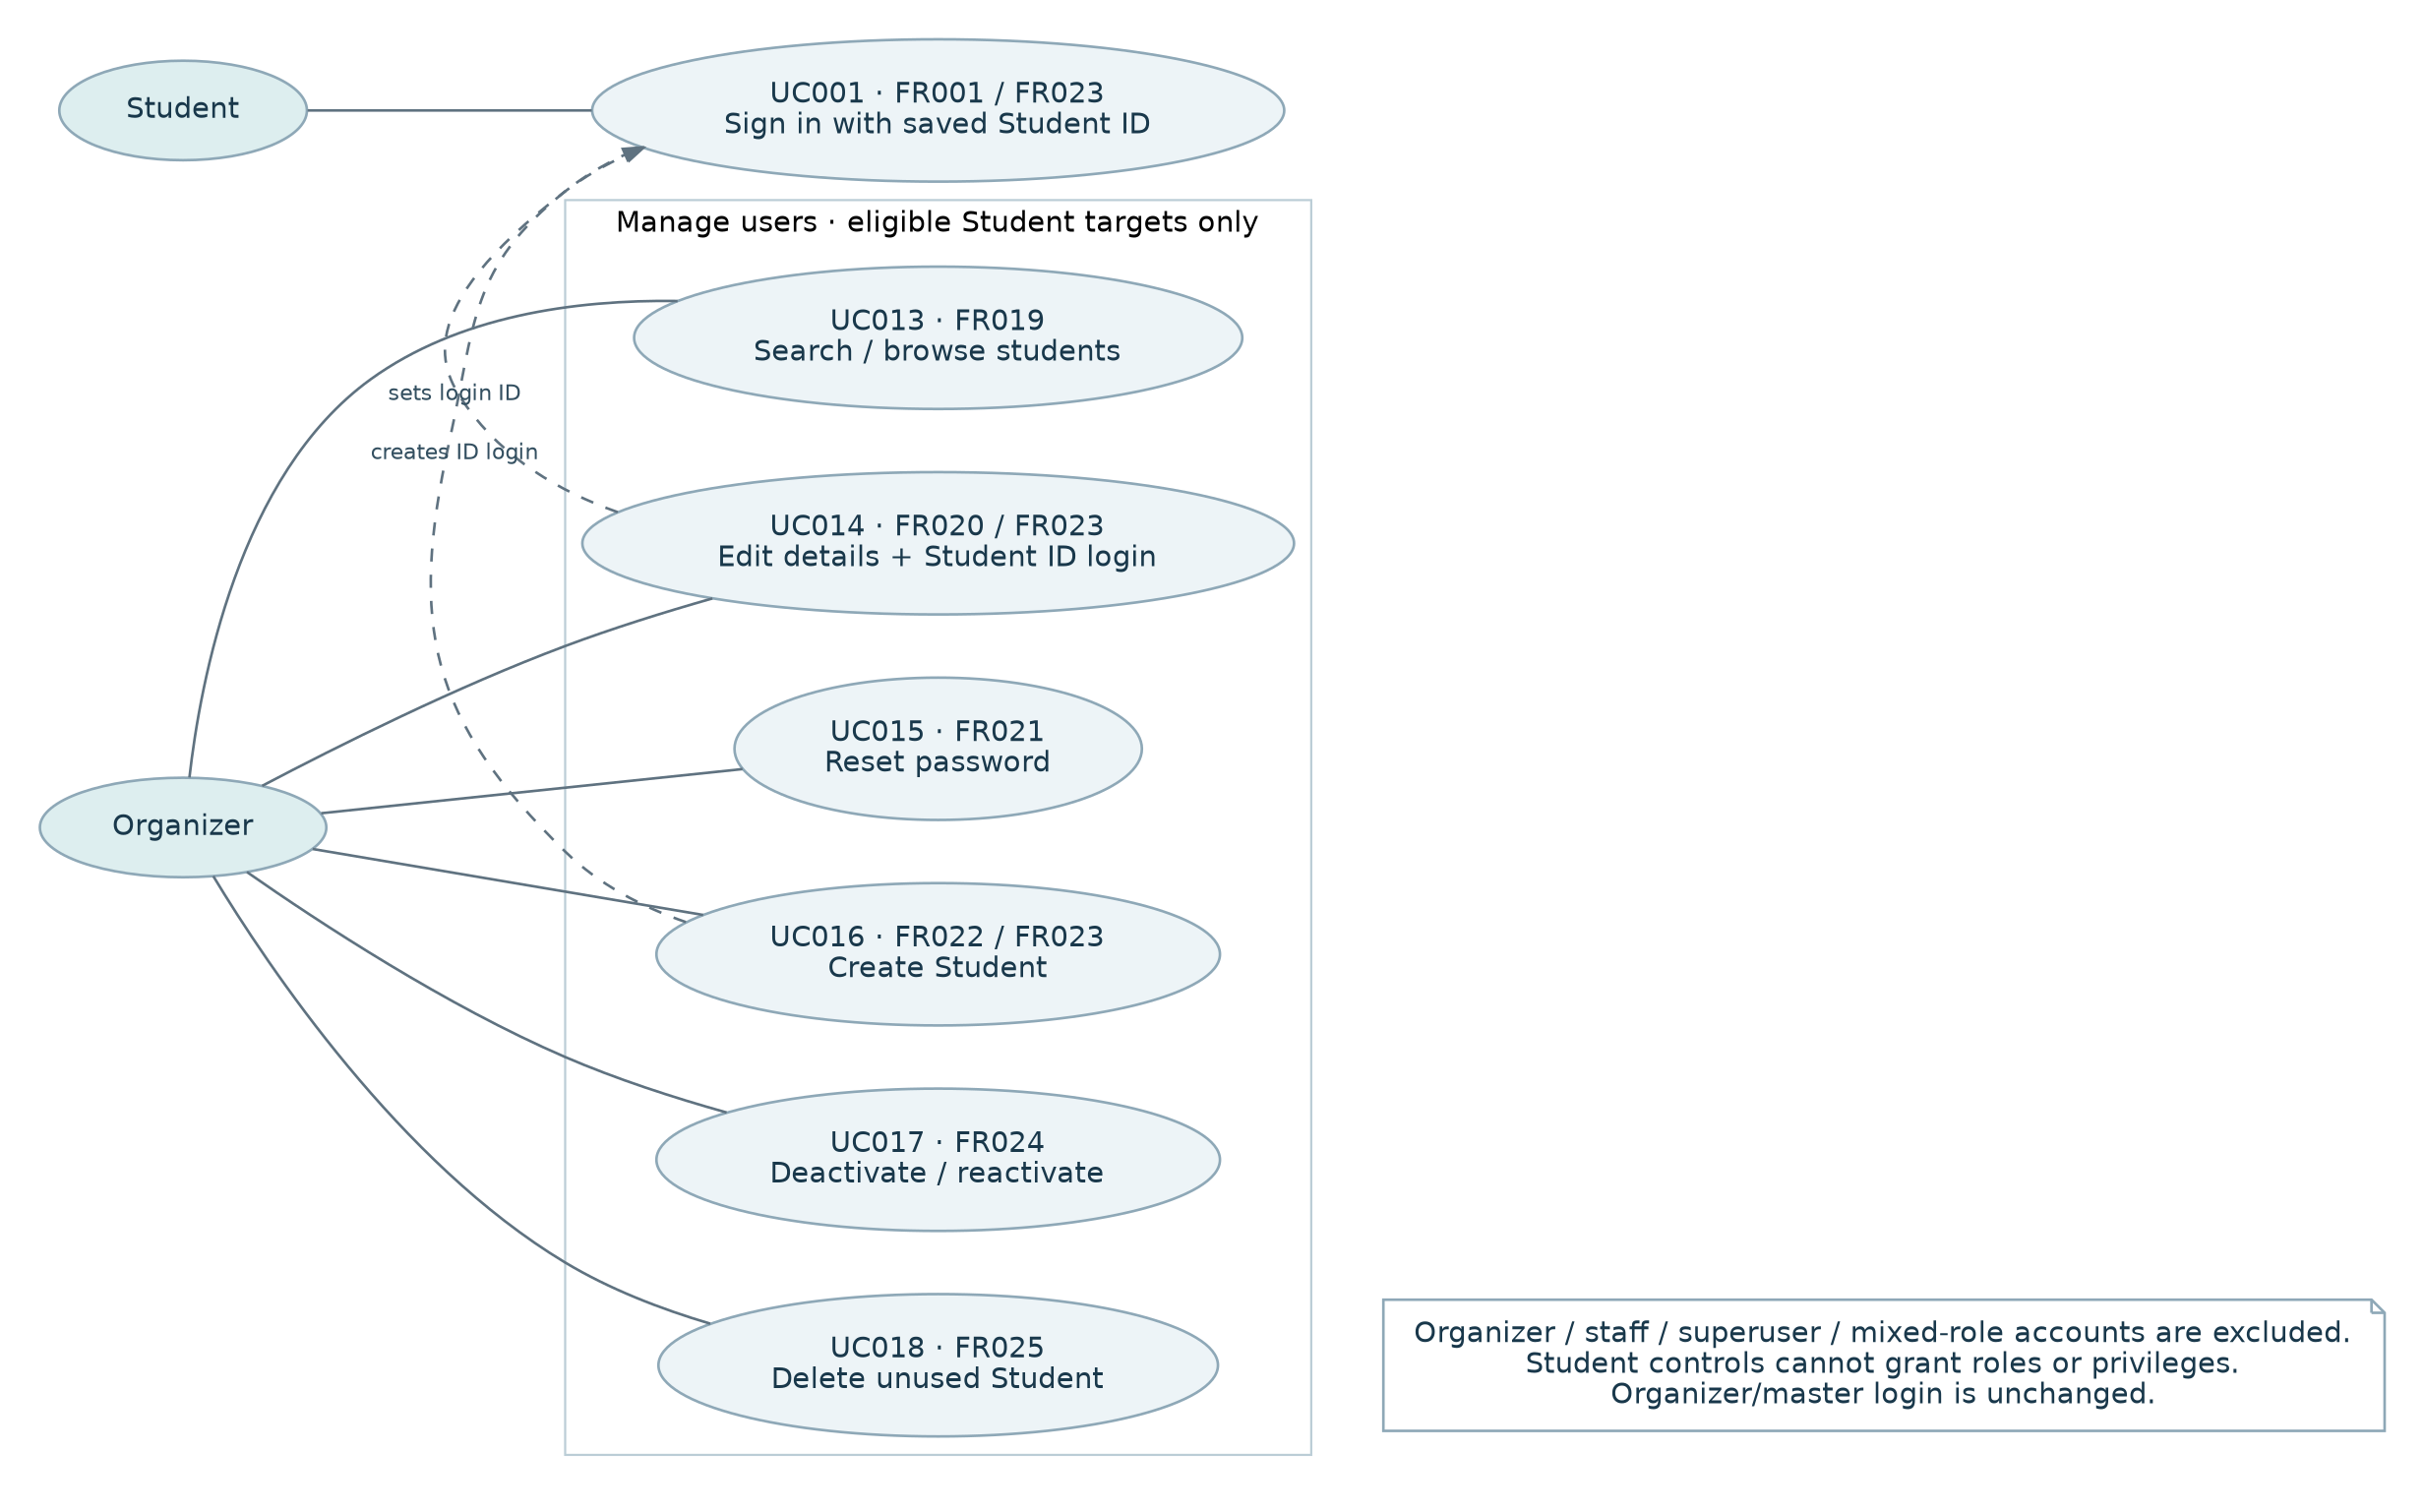 Student
UC001 · FR001 / FR023
Sign in with saved Student ID
Manage users · eligible Student targets only
UC013 · FR019
Search / browse students
sets login ID
creates ID login
UC014 · FR020 / FR023
Edit details + Student ID login
UC015 · FR021
Reset password
Organizer
UC016 · FR022 / FR023
Create Student
UC017 · FR024
Deactivate / reactivate
UC018 · FR025
Delete unused Student
Organizer / staff / superuser / mixed-role accounts are excluded.
Student controls cannot grant roles or privileges.
Organizer/master login is unchanged.